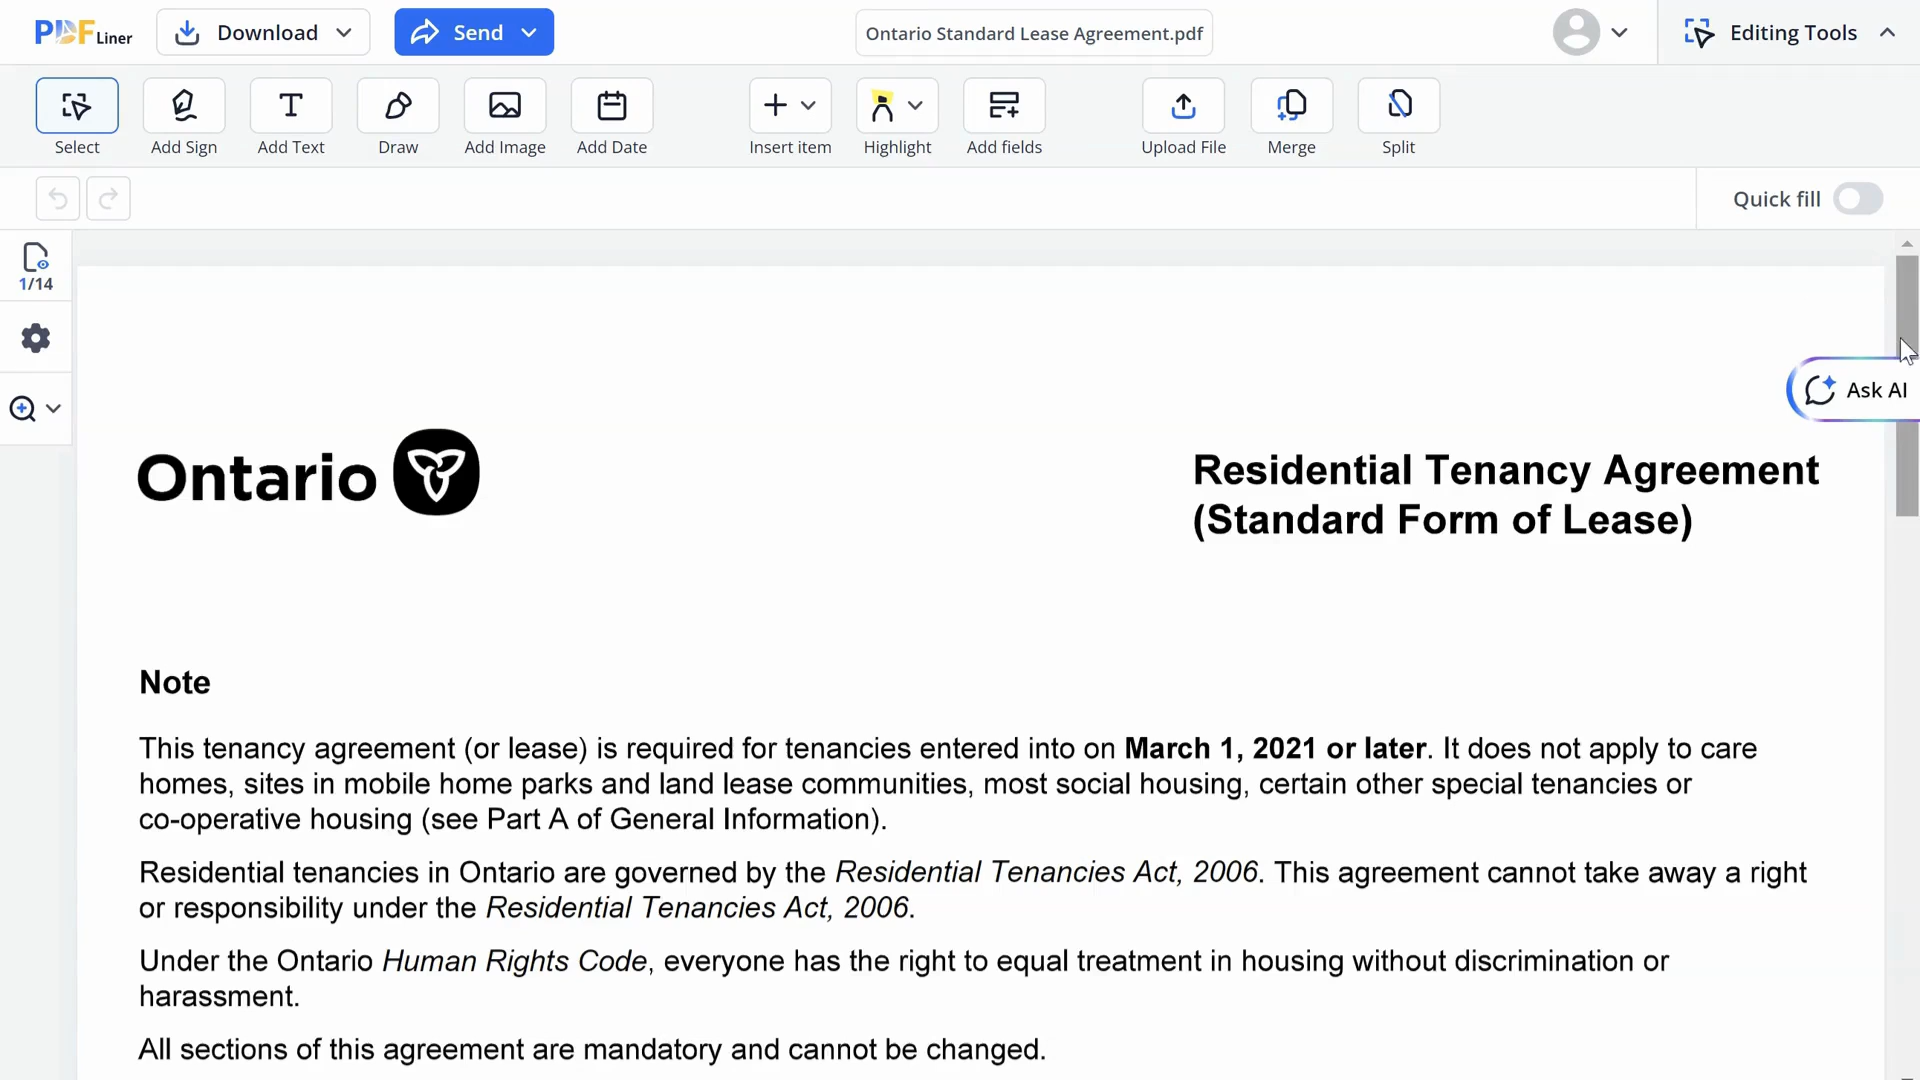 PDF Liner
Download
Send
Ontario Standard Lease Agreement.pdf
Editing Tools
Select
Add Sign
Add Text
Draw
Add Image
Add Date
Insert item
Highlight
Add fields
Upload File
Merge
Split
Quick fill
1/14
Ask AI
Ontario
Residential Tenancy Agreement
(Standard Form of Lease)
Note
This tenancy agreement (or lease) is required for tenancies entered into on March 1, 2021 or later. It does not apply to care
homes, sites in mobile home parks and land lease communities, most social housing, certain other special tenancies or
co-operative housing (see Part A of General Information).
Residential tenancies in Ontario are governed by the Residential Tenancies Act, 2006. This agreement cannot take away a right
or responsibility under the Residential Tenancies Act, 2006.
Under the Ontario Human Rights Code, everyone has the right to equal treatment in housing without discrimination or
harassment.
All sections of this agreement are mandatory and cannot be changed.